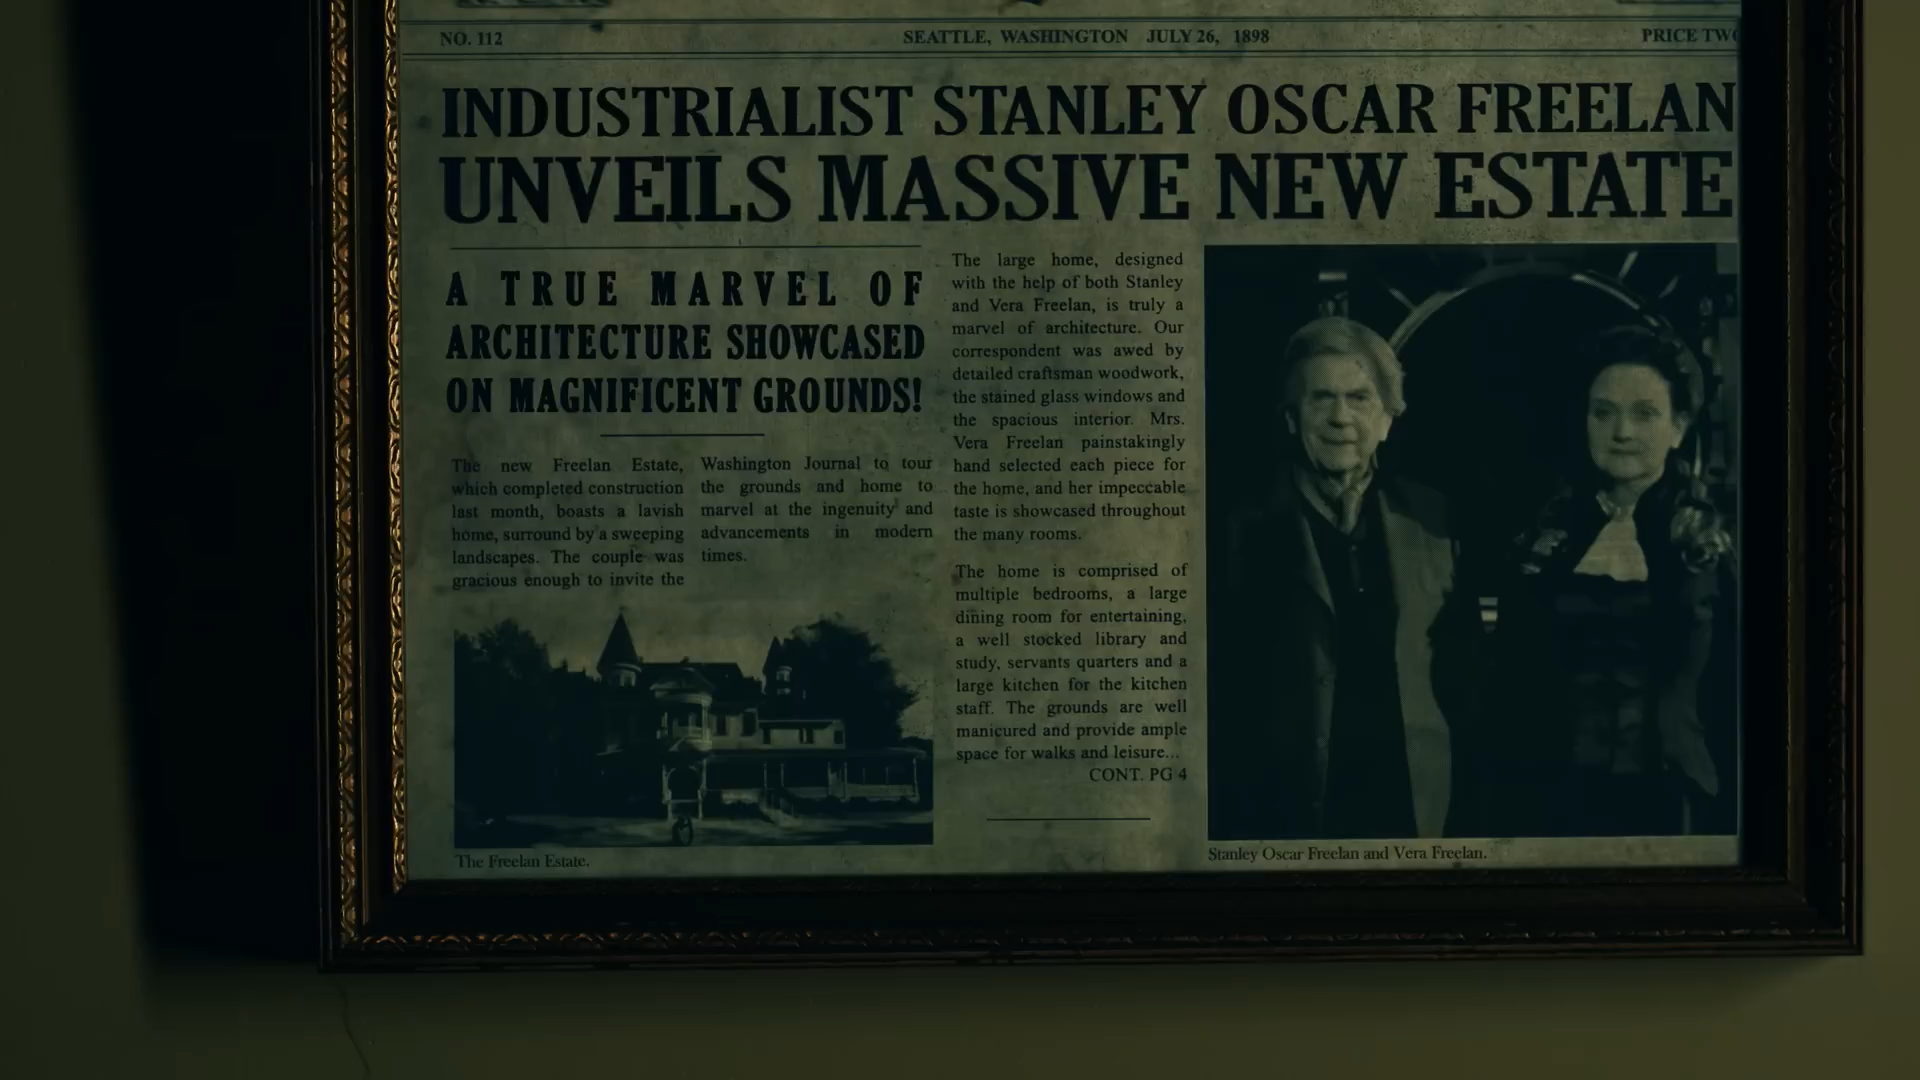 NO. 112
SEATTLE, WASHINGTON JULY 26, 1898
PRICE
INDUSTRIALIST STANLEY OSCAR FREELAN
UNVEILS MASSIVE NEW ESTATE
A TRUE MARVEL OF
ARCHITECTURE SHOWCASED
ON MAGNIFICENT GROUNDS!
The new Freelan Estate,
which completed construction
last month, boasts a lavish
home, surround by a sweeping
landscapes. The couple was
gracious enough to invite the
Washington Journal to tour
the grounds and home to
marvel at the ingenuity and
advancements in modern
times.
The Freelan Estate.
The large home, designed
with the help of both Stanley
and Vera Freelan, is truly a
marvel of architecture. Our
correspondent was awed by
detailed craftsman woodwork,
the stained glass windows and
the spacious interior. Mrs.
Vera Freelan painstakingly
hand selected each piece for
the home, and her impeccable
taste is showcased throughout
the many rooms.
The home is comprised of
multiple bedrooms, a large
dining room for entertaining,
a well stocked library and
study, servants quarters and a
large kitchen for the kitchen
staff. The grounds are well
manicured and provide ample
space for walks and leisure...
CONT. PG 4
Stanley Oscar Freelan and Vera Freelan.